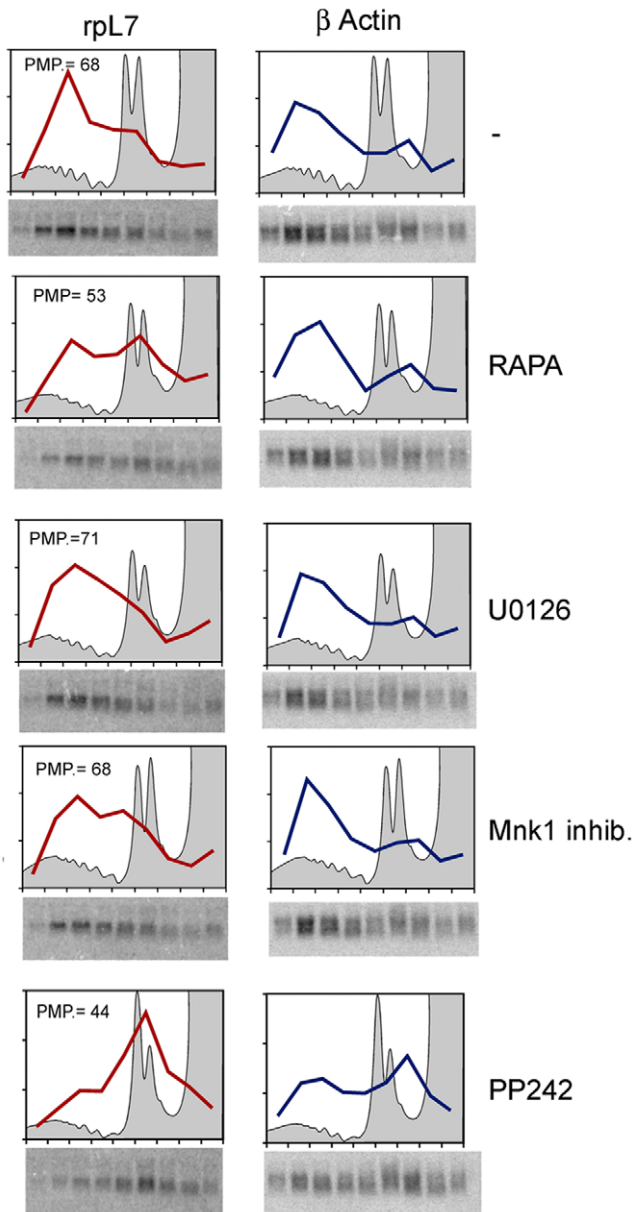 rpL7
β Actin
PMP.= 68
-
PMP= 53
RAPA
PMP.=71
U0126
PMP.= 68
Mnk1 inhib.
PMP.= 44
PP242